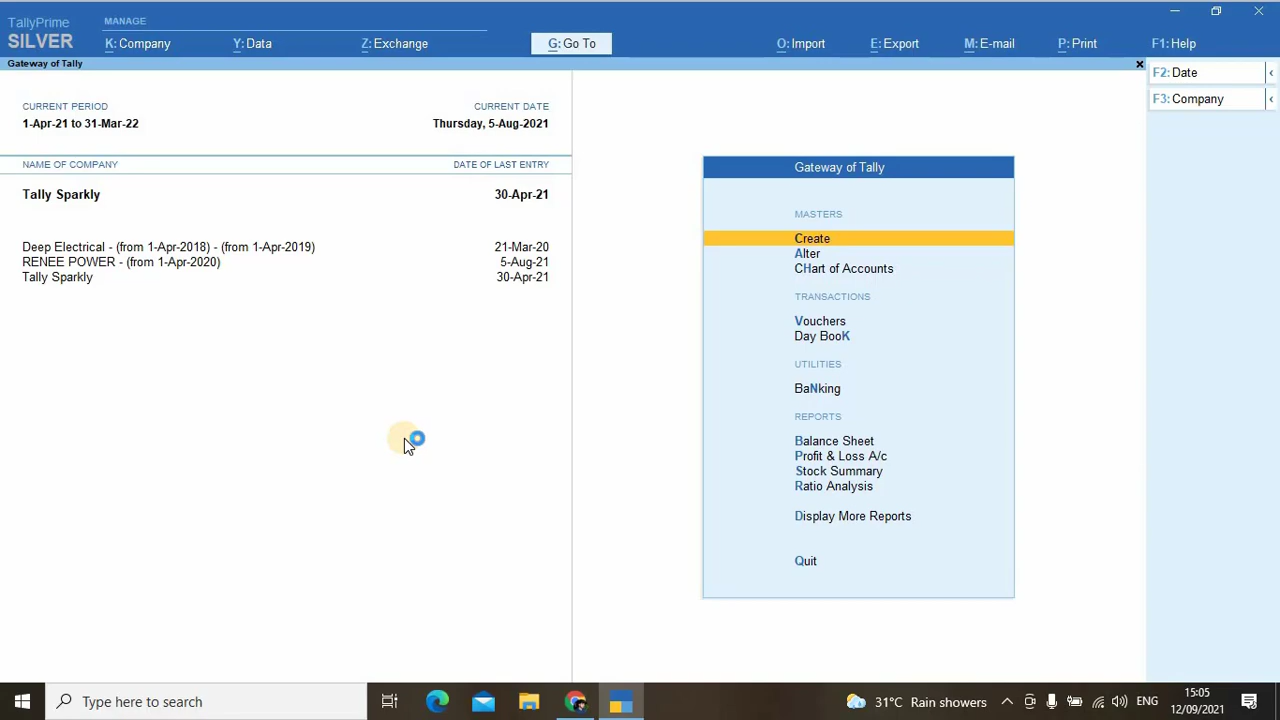 TallyPrime
SILVER
MANAGE
K: Company
Y: Data
Z: Exchange
G: Go To
O: Import
E: Export
M: E-mail
P: Print
F1: Help
Gateway of Tally
F2: Date
F3: Company
CURRENT PERIOD
CURRENT DATE
1-Apr-21 to 31-Mar-22
Thursday, 5-Aug-2021
NAME OF COMPANY
DATE OF LAST ENTRY
Tally Sparkly
30-Apr-21
Deep Electrical - (from 1-Apr-2018) - (from 1-Apr-2019)
21-Mar-20
RENEE POWER - (from 1-Apr-2020)
5-Aug-21
Tally Sparkly
30-Apr-21
Gateway of Tally
MASTERS
Create
Alter
CHart of Accounts
TRANSACTIONS
Vouchers
Day BooK
UTILITIES
BaNking
REPORTS
Balance Sheet
Profit & Loss A/c
Stock Summary
Ratio Analysis
Display More Reports
Quit
Type here to search
31°C Rain showers
ENG
15:05
12/09/2021